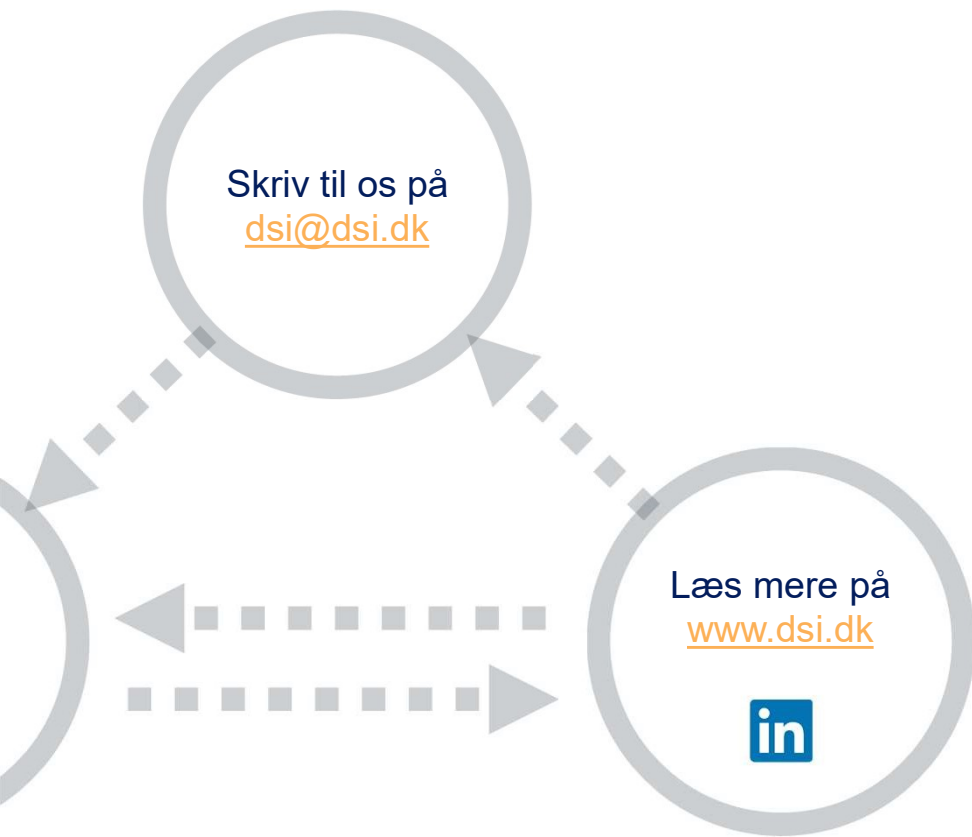 Skriv til os på
dsi@dsi.dk
Læs mere på
www.dsi.dk
in